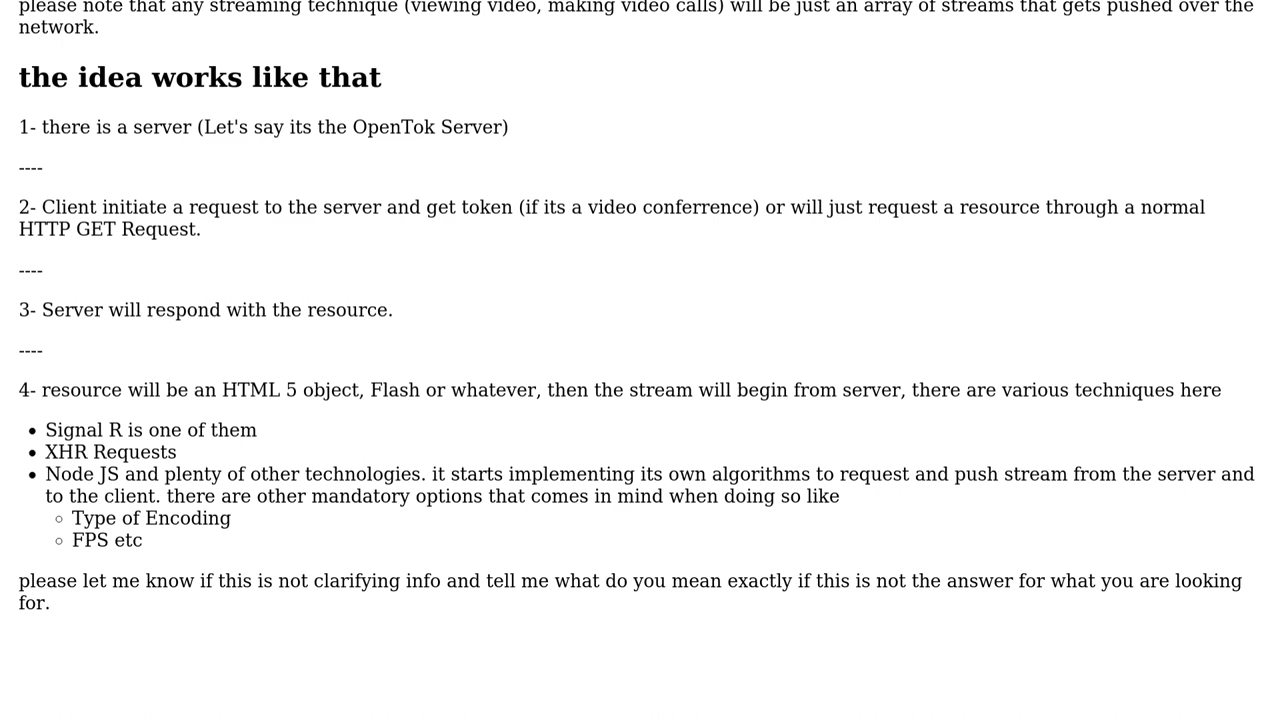 please note that any streaming technique (viewing video, making video calls) will be just an array of streams that gets pushed over the
network.
the idea works like that
1- there is a server (Let's say its the OpenTok Server)
----
2- Client initiate a request to the server and get token (if its a video conferrence) or will just request a resource through a normal
HTTP GET Request.
----
3- Server will respond with the resource.
----
4- resource will be an HTML 5 object, Flash or whatever, then the stream will begin from server, there are various techniques here
• Signal R is one of them
• XHR Requests
• Node JS and plenty of other technologies. it starts implementing its own algorithms to request and push stream from the server and
to the client. there are other mandatory options that comes in mind when doing so like
◦ Type of Encoding
◦ FPS etc
please let me know if this is not clarifying info and tell me what do you mean exactly if this is not the answer for what you are looking
for.